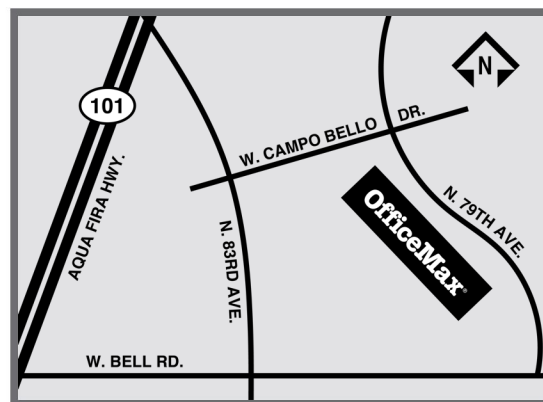 N
101
W. CAMPO BELLO DR.
AQUA FIRA HWY.
N. 83RD AVE.
OfficeMax®
N. 79TH AVE.
W. BELL RD.